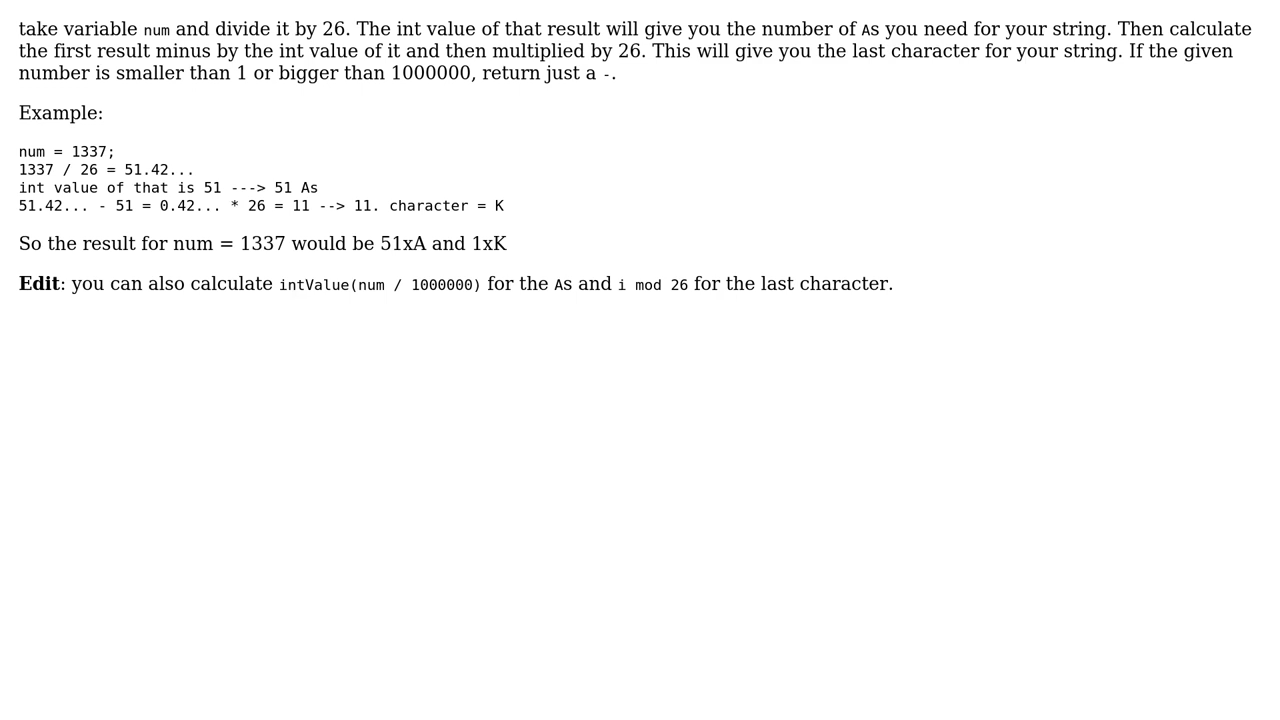 take variable num and divide it by 26. The int value of that result will give you the number of As you need for your string. Then calculate
the first result minus by the int value of it and then multiplied by 26. This will give you the last character for your string. If the given
number is smaller than 1 or bigger than 1000000, return just a -.
Example:
num = 1337;
1337 / 26 = 51.42...
int value of that is 51 ---> 51 As
51.42... - 51 = 0.42... * 26 = 11 --> 11. character = K
So the result for num = 1337 would be 51xA and 1xK
Edit: you can also calculate intValue(num / 1000000) for the As and i mod 26 for the last character.